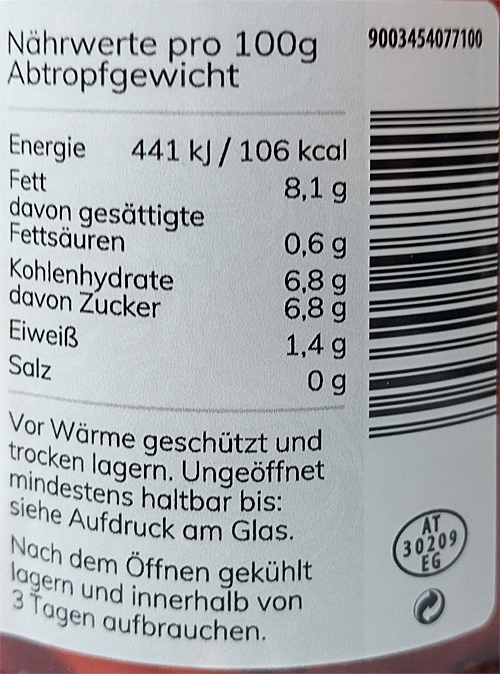 Nährwerte pro 100g
Abtropfgewicht
9003454077100
Energie 441 kJ / 106 kcal
Fett 8,1 g
davon gesättigte
Fettsäuren 0,6 g
Kohlenhydrate 6,8 g
davon Zucker 6,8 g
Eiweiß 1,4 g
Salz 0 g
Vor Wärme geschützt und
trocken lagern. Ungeöffnet
mindestens haltbar bis:
siehe Aufdruck am Glas.
Nach dem Öffnen gekühlt
lagern und innerhalb von
3 Tagen aufbrauchen.
AT
30209
EG